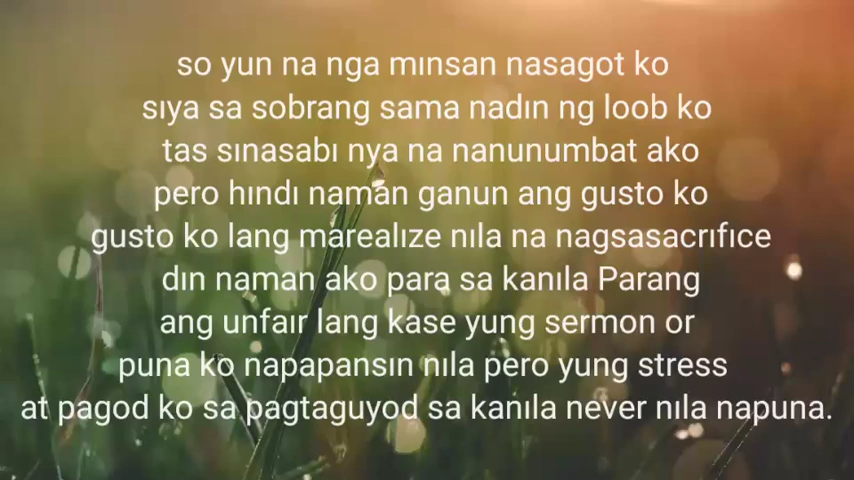 so yun na nga mınsan nasagot ko
sıya sa sobrang sama nadın ng loob ko
tas sınasabı nya na nanunumbat ako
pero hındı naman ganun ang gusto ko
gusto ko lang marealıze nıla na nagsasacrıfıce
dın naman ako para sa kanıla Parang
ang unfaır lang kase yung sermon or
puna ko napapansın nıla pero yung stress
at pagod ko sa pagtaguyod sa kanıla never nıla napuna.